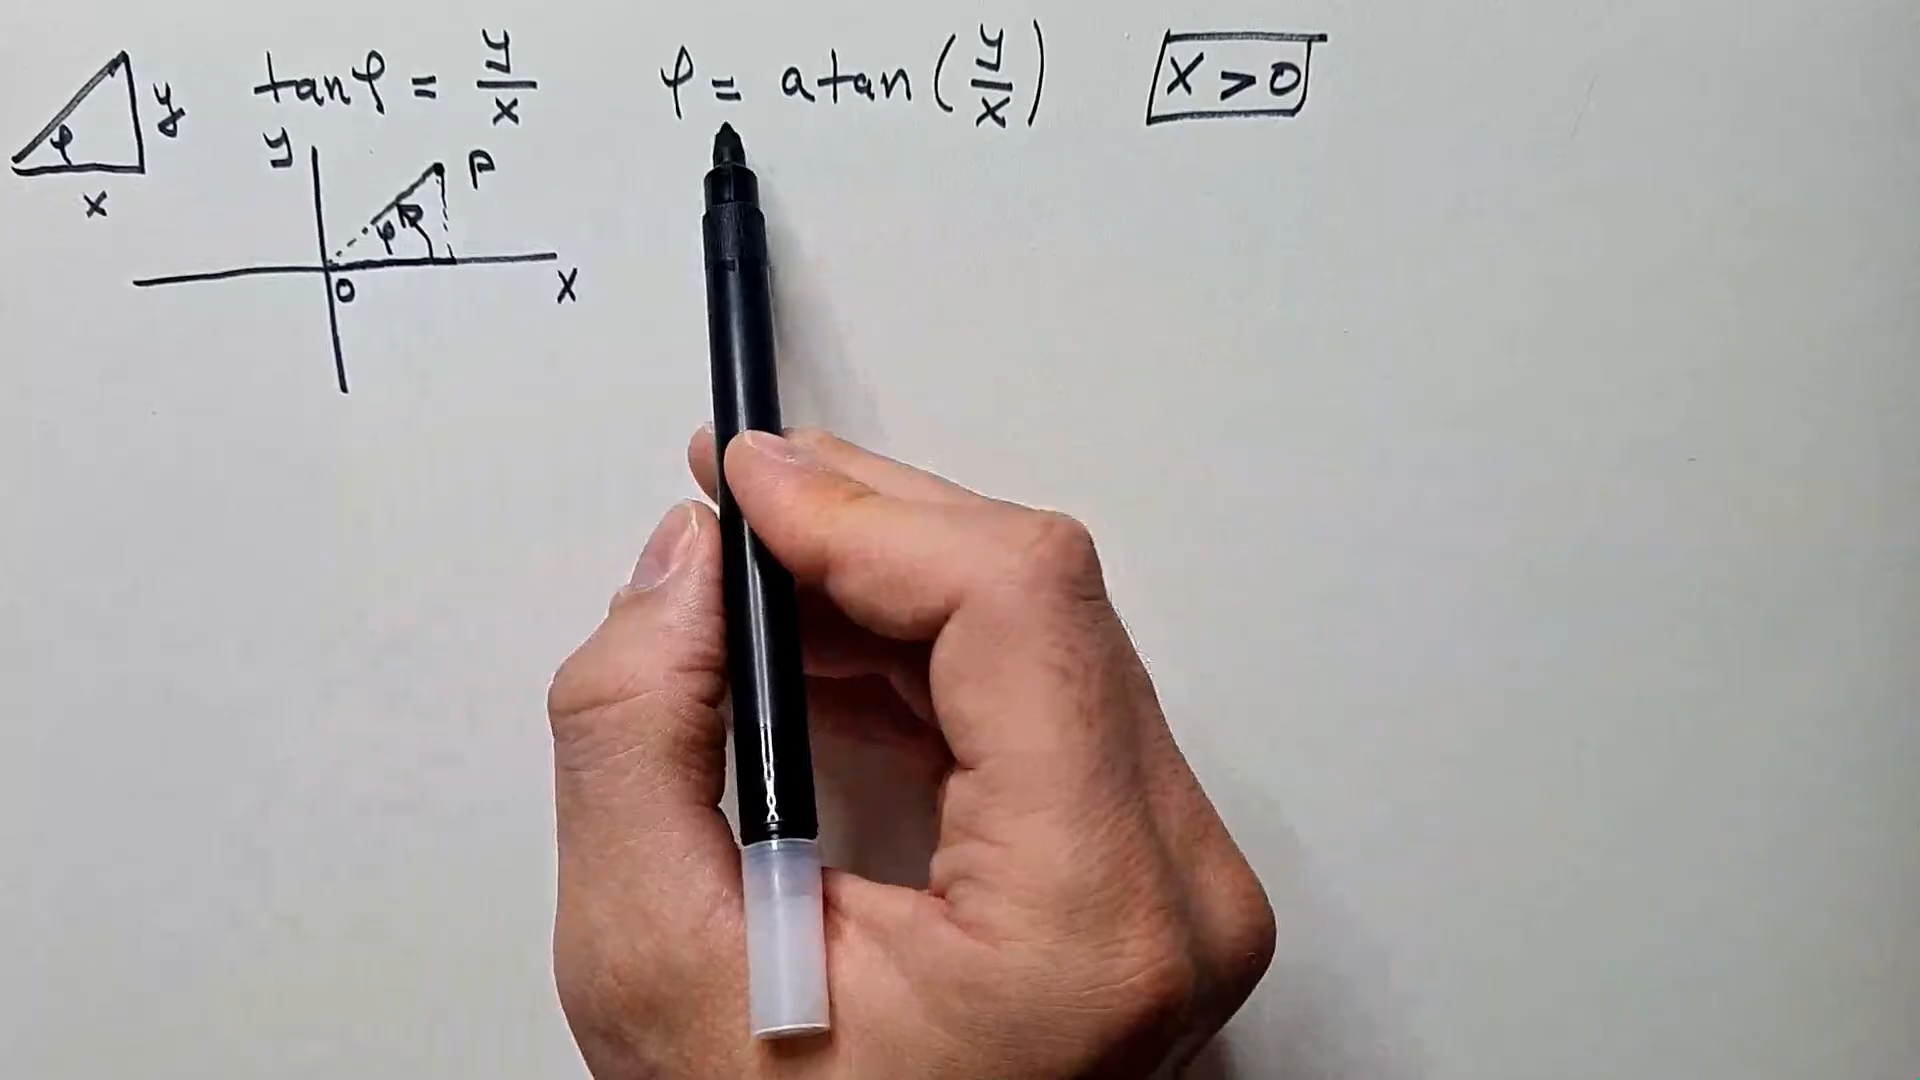 tanφ = y/x φ = atan(y/x) x > 0
φ y
x
y P
φ
0 x